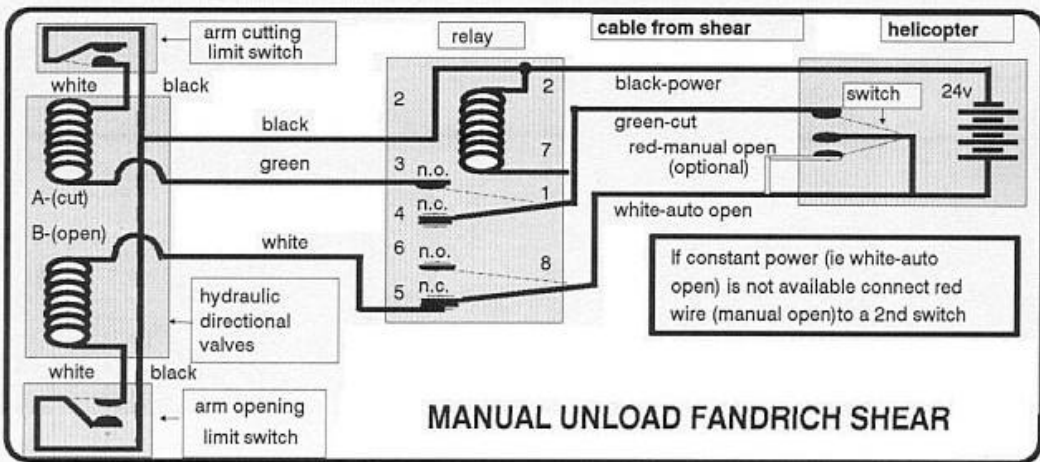 arm cutting
limit switch
white
black
relay
cable from shear
helicopter
2
2
black-power
switch
24v
black
green-cut
green
3
n.o.
7
red-manual open
(optional)
A-(cut)
n.c.
1
4
white-auto open
B-(open)
white
6
n.o.
8
5
n.c.
hydraulic
directional
valves
If constant power (ie white-auto
open) is not available connect red
wire (manual open)to a 2nd switch
white
black
arm opening
limit switch
MANUAL UNLOAD FANDRICH SHEAR